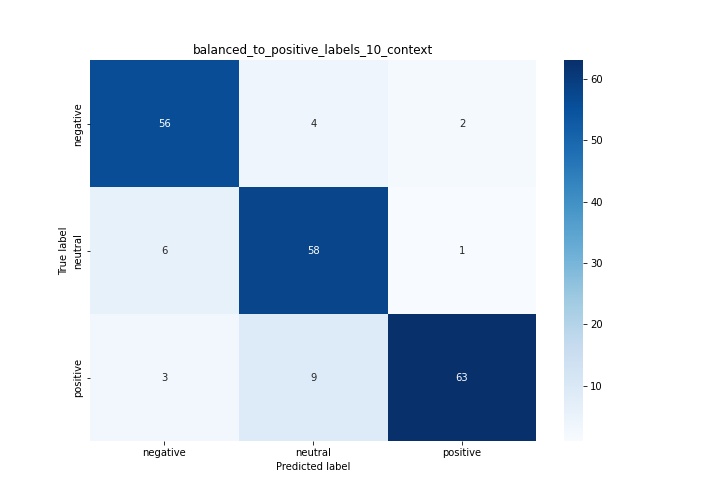 balanced_to_positive_labels_10_context
True label
negative
neutral
positive
56 4 2
6 58 1
3 9 63
negative neutral positive
Predicted label
60
50
40
30
20
10